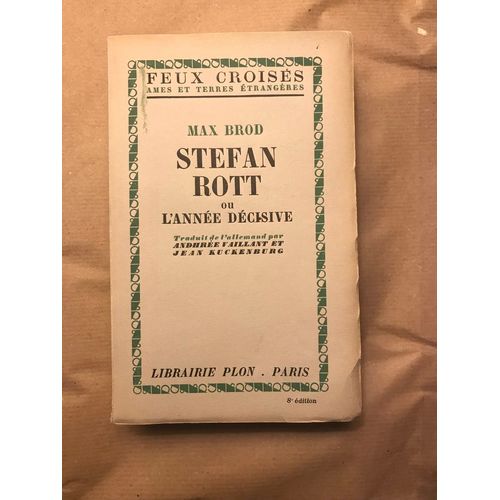 FEUX CROISÉS
AMES ET TERRES ÉTRANGÈRES
MAX BROD
STEFAN
ROTT
ou
L'ANNÉE DÉCISIVE
Traduit de l'allemand par
ANDHRÉE VAILLANT ET
JEAN KUCKENBURG
LIBRAIRIE PLON . PARIS
8e édition